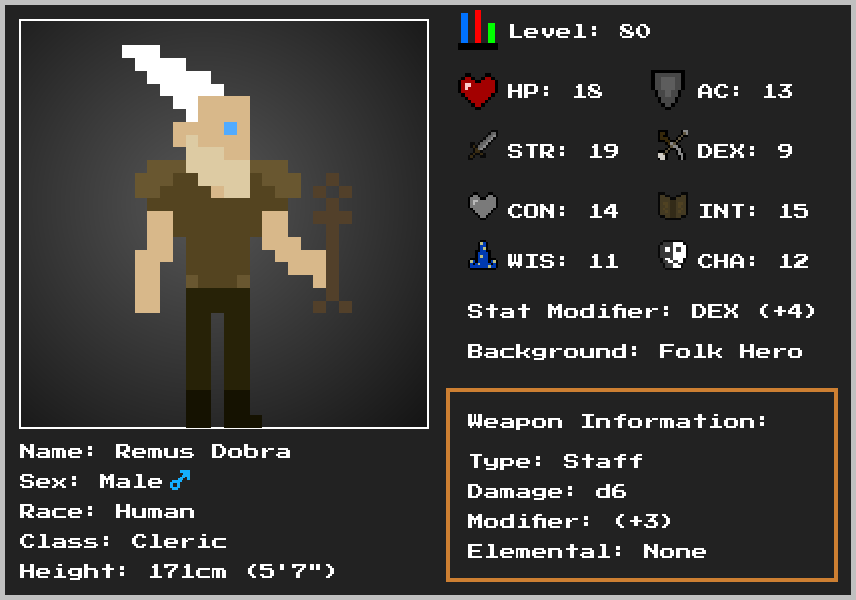 Level: 80
HP: 18
AC: 13
STR: 19
DEX: 9
CON: 14
INT: 15
WIS: 11
CHA: 12
Stat Modifier: DEX (+4)
Background: Folk Hero
Weapon Information:
Type: Staff
Damage: d6
Modifier: (+3)
Elemental: None
Name: Remus Dobra
Sex: Male ♂
Race: Human
Class: Cleric
Height: 171cm (5'7")